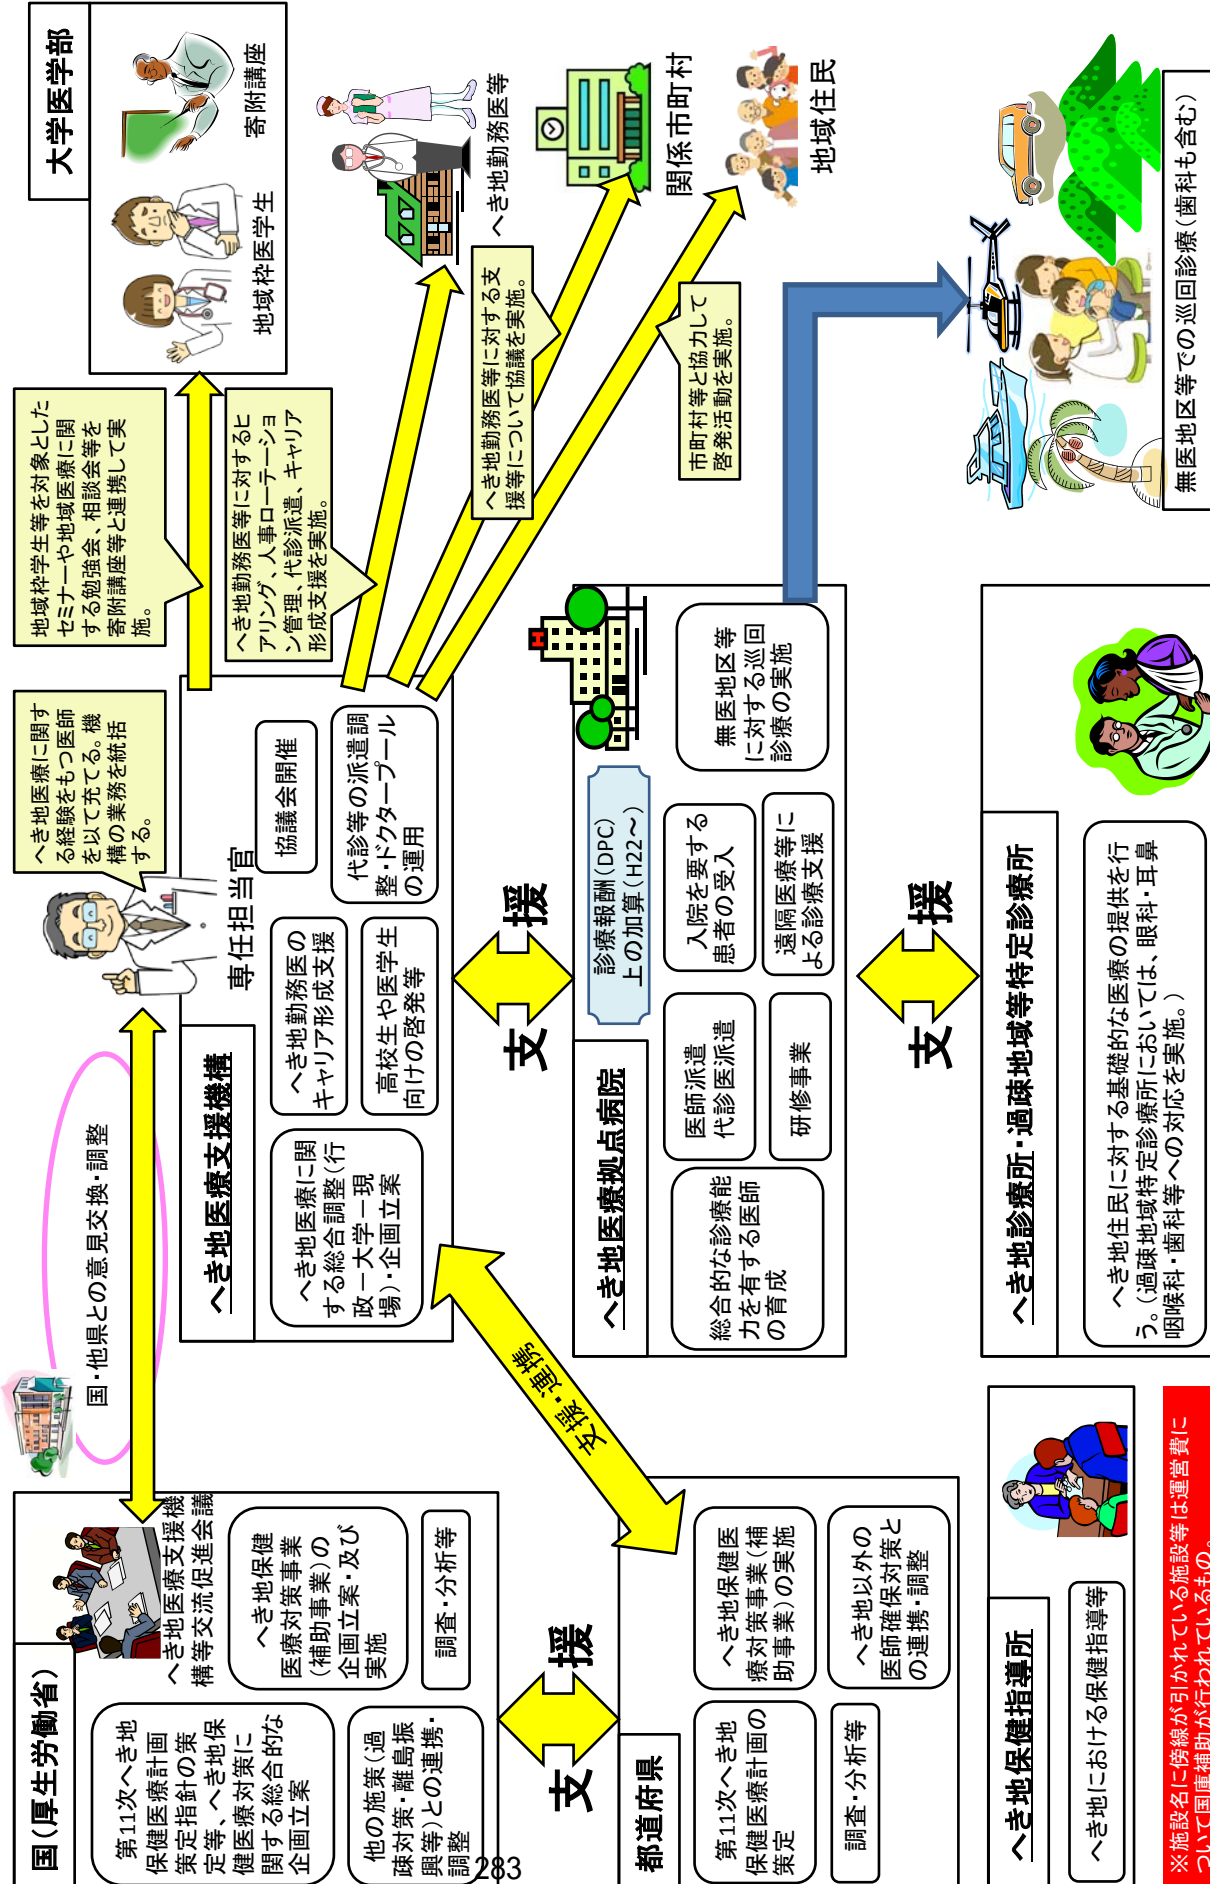 国(厚生労働省)
第11次へき地
保健医療計画
策定指針の策
定等、へき地保
健医療対策に
関する総合的な
企画立案
他の施策(過
疎対策・離島振
興等)との連携・
調整
へき地医療支援機
構等交流促進会議
へき地保健
医療対策事業
(補助事業)の
企画立案・及び
実施
調査・分析等
支 援
都道府県
第11次へき地
保健医療計画の
策定
調査・分析等
へき地保健医
療対策事業(補
助事業)の実施
へき地以外の
医師確保対策と
の連携・調整
へき地保健指導所
へき地における保健指導等
※施設名に傍線が引かれている施設等は運営費に
ついて国庫補助が行われているもの。
国・他県との意見交換・調整
支援・連携
へき地医療支援機構
専任担当官
へき地医療に関す
る経験をもつ医師
を以て充てる。機
構の業務を統括
する。
へき地医療に関
する総合調整(行
政ー大学ー現
場)・企画立案
へき地勤務医の
キャリア形成支援
高校生や医学生
向けの啓発等
協議会開催
代診等の派遣調
整・ドクタープール
の運用
支 援
へき地医療拠点病院
診療報酬(DPC)
上の加算(H22～)
総合的な診療能
力を有する医師
の育成
医師派遣
代診医派遣
研修事業
入院を要する
患者の受入
遠隔医療等に
よる診療支援
無医地区等
に対する巡回
診療の実施
支 援
へき地診療所・過疎地域等特定診療所
へき地住民に対する基礎的な医療の提供を行
う。(過疎地域特定診療所においては、眼科・耳鼻
咽喉科・歯科等への対応を実施。)
地域枠学生等を対象とした
セミナーや地域医療に関
する勉強会、相談会等を
寄附講座等と連携して実
施。
へき地勤務医等に対するヒ
アリング、人事ローテーショ
ン管理、代診派遣、キャリア
形成支援を実施。
へき地勤務医等に対する支
援等について協議を実施。
市町村等と協力して
啓発活動を実施。
大学医学部
地域枠医学生
寄附講座
へき地勤務医等
関係市町村
地域住民
無医地区等での巡回診療(歯科も含む)
H
283